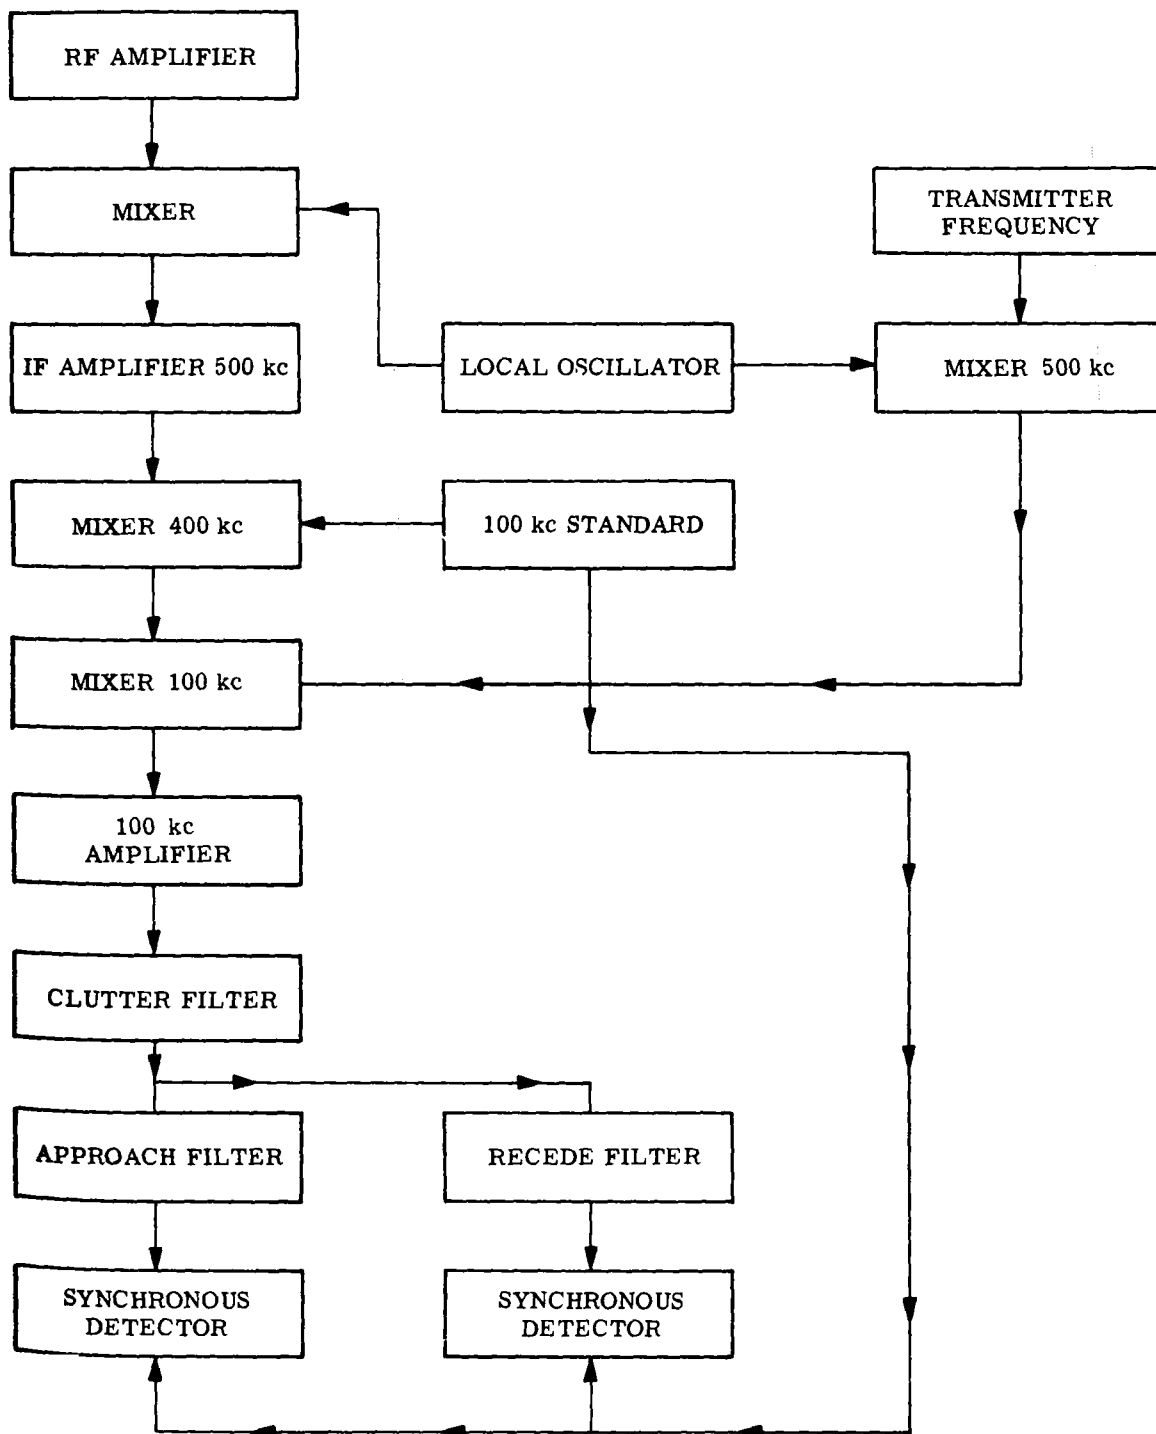 RF AMPLIFIER
MIXER
TRANSMITTER
FREQUENCY
IF AMPLIFIER 500 kc
LOCAL OSCILLATOR
MIXER 500 kc
MIXER 400 kc
100 kc STANDARD
MIXER 100 kc
100 kc
AMPLIFIER
CLUTTER FILTER
APPROACH FILTER
RECEDE FILTER
SYNCHRONOUS
DETECTOR
SYNCHRONOUS
DETECTOR